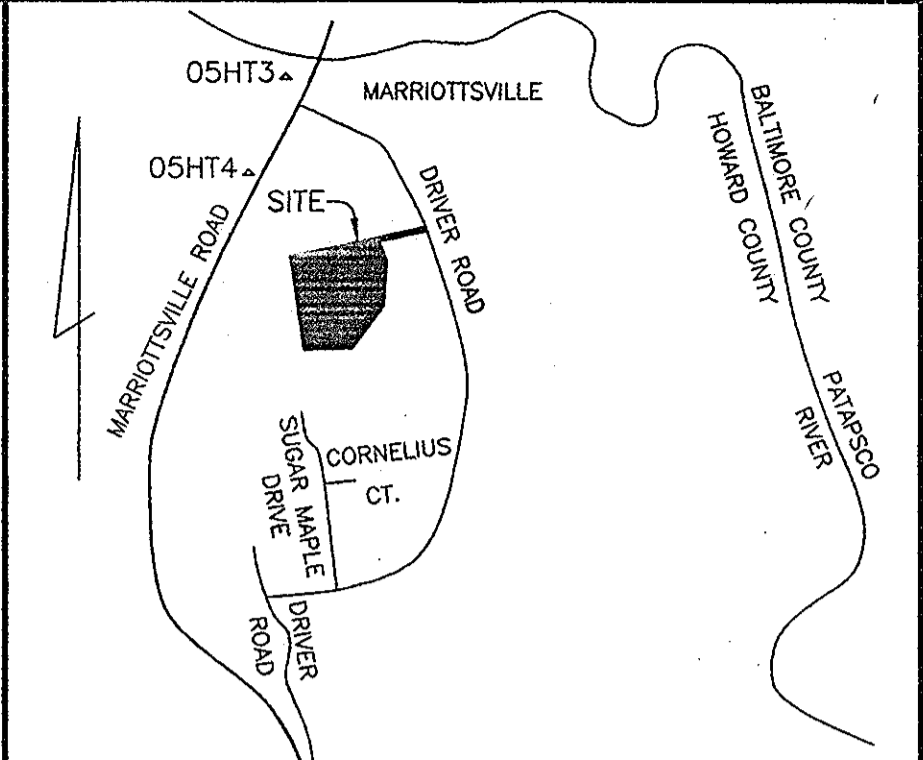 05HT3
MARRIOTTSVILLE
05HT4
SITE
MARRIOTTSVILLE ROAD
DRIVER ROAD
BALTIMORE COUNTY
HOWARD COUNTY
PATAPSCO
RIVER
SUGAR MAPLE
DRIVE
CORNELIUS
CT.
DRIVER
ROAD